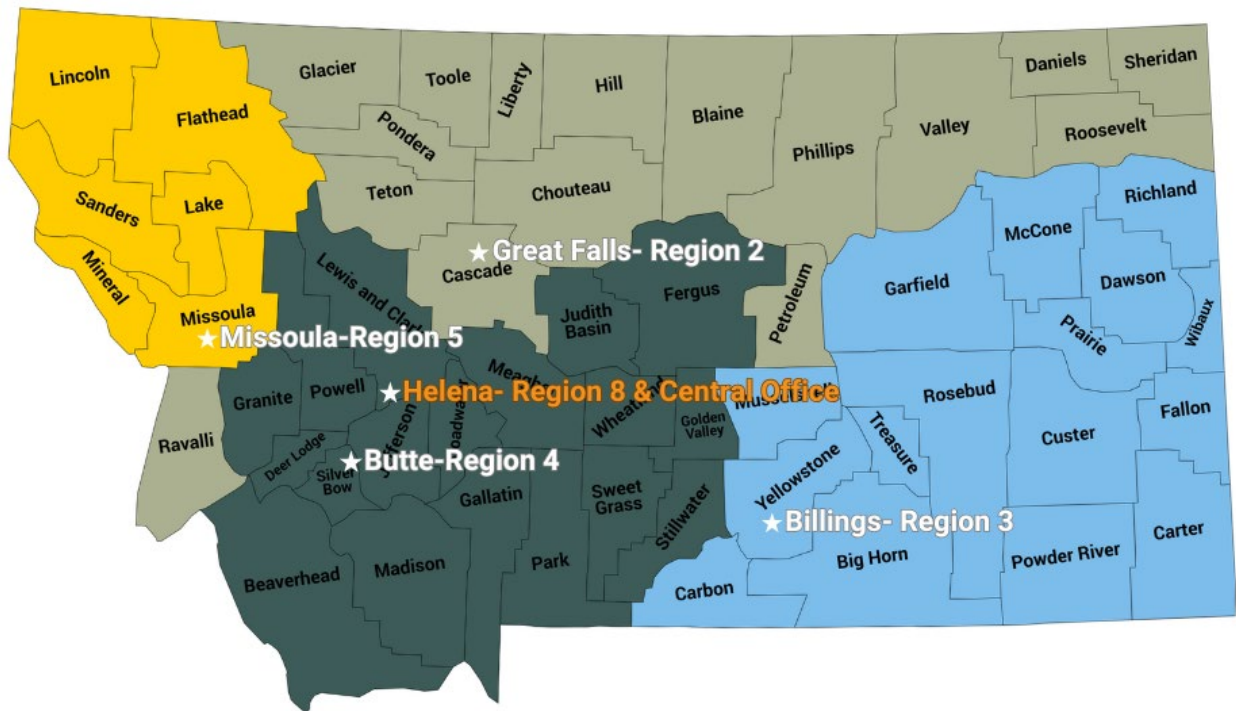 Lincoln
Flathead
Glacier
Toole
Liberty
Hill
Blaine
Phillips
Valley
Daniels
Sheridan
Roosevelt
Pondera
Teton
Chouteau
Sanders
Lake
Mineral
Missoula
Missoula-Region 5
Lewis and Clark
Cascade
Great Falls- Region 2
Judith
Basin
Fergus
Petroleum
Garfield
McCone
Richland
Dawson
Prairie
Wibaux
Ravalli
Granite
Powell
Helena- Region 8 & Central Office
Wheatland
Golden
Valley
Rosebud
Treasure
Custer
Fallon
Deer Lodge
Silver
Bow
Butte-Region 4
Gallatin
Sweet
Grass
Stillwater
Yellowstone
Billings- Region 3
Beaverhead
Madison
Park
Carbon
Big Horn
Powder River
Carter